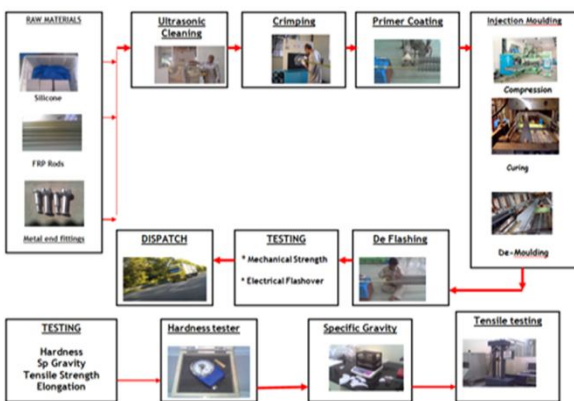 RAW MATERIALS
Silicone
FRP Rods
Metal end fittings
Ultrasonic
Cleaning
Crimping
Primer Coating
Injection Moulding
Compression
Curing
De-Moulding
DISPATCH
TESTING
* Mechanical Strength
* Electrical Flashover
De Flashing
TESTING
Hardness
Sp Gravity
Tensile Strength
Elongation
Hardness tester
Specific Gravity
Tensile testing